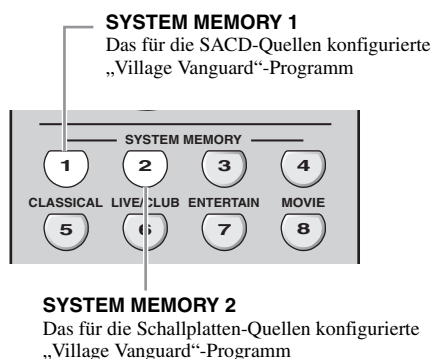 SYSTEM MEMORY 1
Das für die SACD-Quellen konfigurierte
„Village Vanguard“-Programm
SYSTEM MEMORY
1 2 3 4
CLASSICAL LIVE/CLUB ENTERTAIN MOVIE
5 6 7 8
SYSTEM MEMORY 2
Das für die Schallplatten-Quellen konfigurierte
„Village Vanguard“-Programm